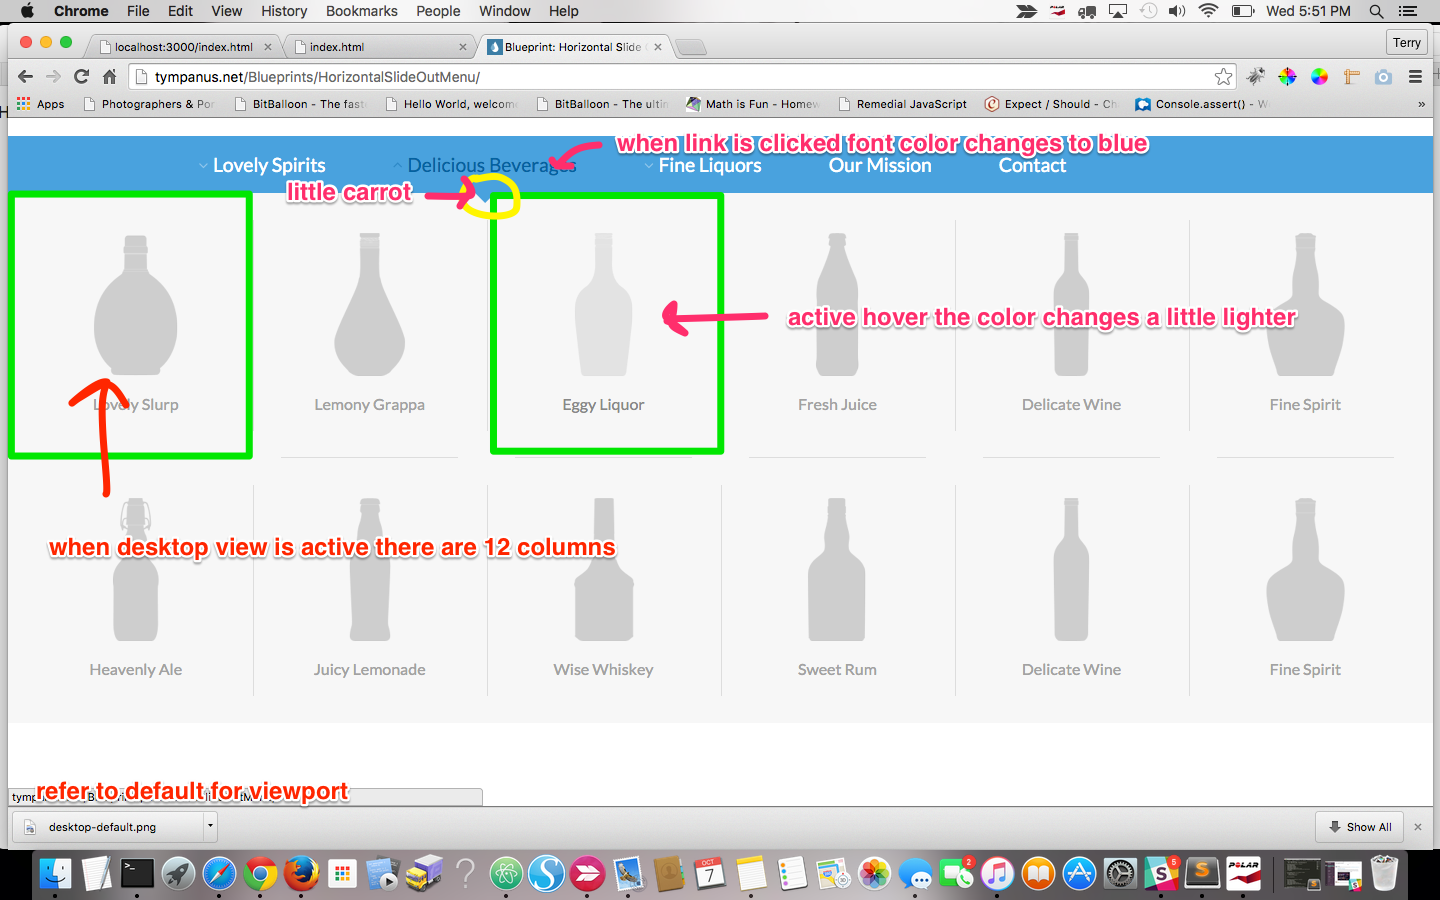 Chrome File Edit View History Bookmarks People Window Help Wed 5:51 PM
localhost:3000/index.html index.html Blueprint: Horizontal Slide Terry
tympanus.net/Blueprints/HorizontalSlideOutMenu/
Apps Photographers & Por BitBalloon - The faste Hello World, welcome BitBalloon - The ultim Math is Fun - Homew Remedial JavaScript Expect / Should - Ch Console.assert() - W »
when link is clicked font color changes to blue
Lovely Spirits Delicious Beverages Fine Liquors Our Mission Contact
little carrot
active hover the color changes a little lighter
Lovely Slurp Lemony Grappa Eggy Liquor Fresh Juice Delicate Wine Fine Spirit
when desktop view is active there are 12 columns
Heavenly Ale Juicy Lemonade Wise Whiskey Sweet Rum Delicate Wine Fine Spirit
refer to default for viewport
desktop-default.png Show All
OCT 7 2 5 POLAR